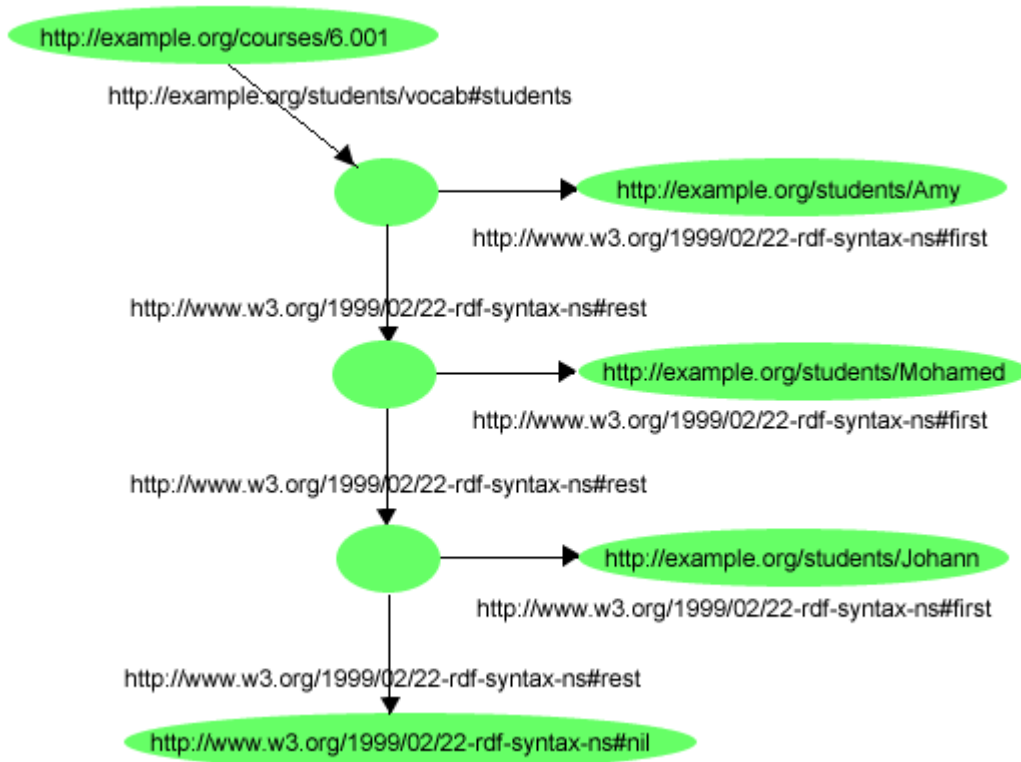 http://example.org/courses/6.001
http://example.org/students/vocab#students
http://example.org/students/Amy
http://www.w3.org/1999/02/22-rdf-syntax-ns#first
http://www.w3.org/1999/02/22-rdf-syntax-ns#rest
http://example.org/students/Mohamed
http://www.w3.org/1999/02/22-rdf-syntax-ns#first
http://www.w3.org/1999/02/22-rdf-syntax-ns#rest
http://example.org/students/Johann
http://www.w3.org/1999/02/22-rdf-syntax-ns#first
http://www.w3.org/1999/02/22-rdf-syntax-ns#rest
http://www.w3.org/1999/02/22-rdf-syntax-ns#nil